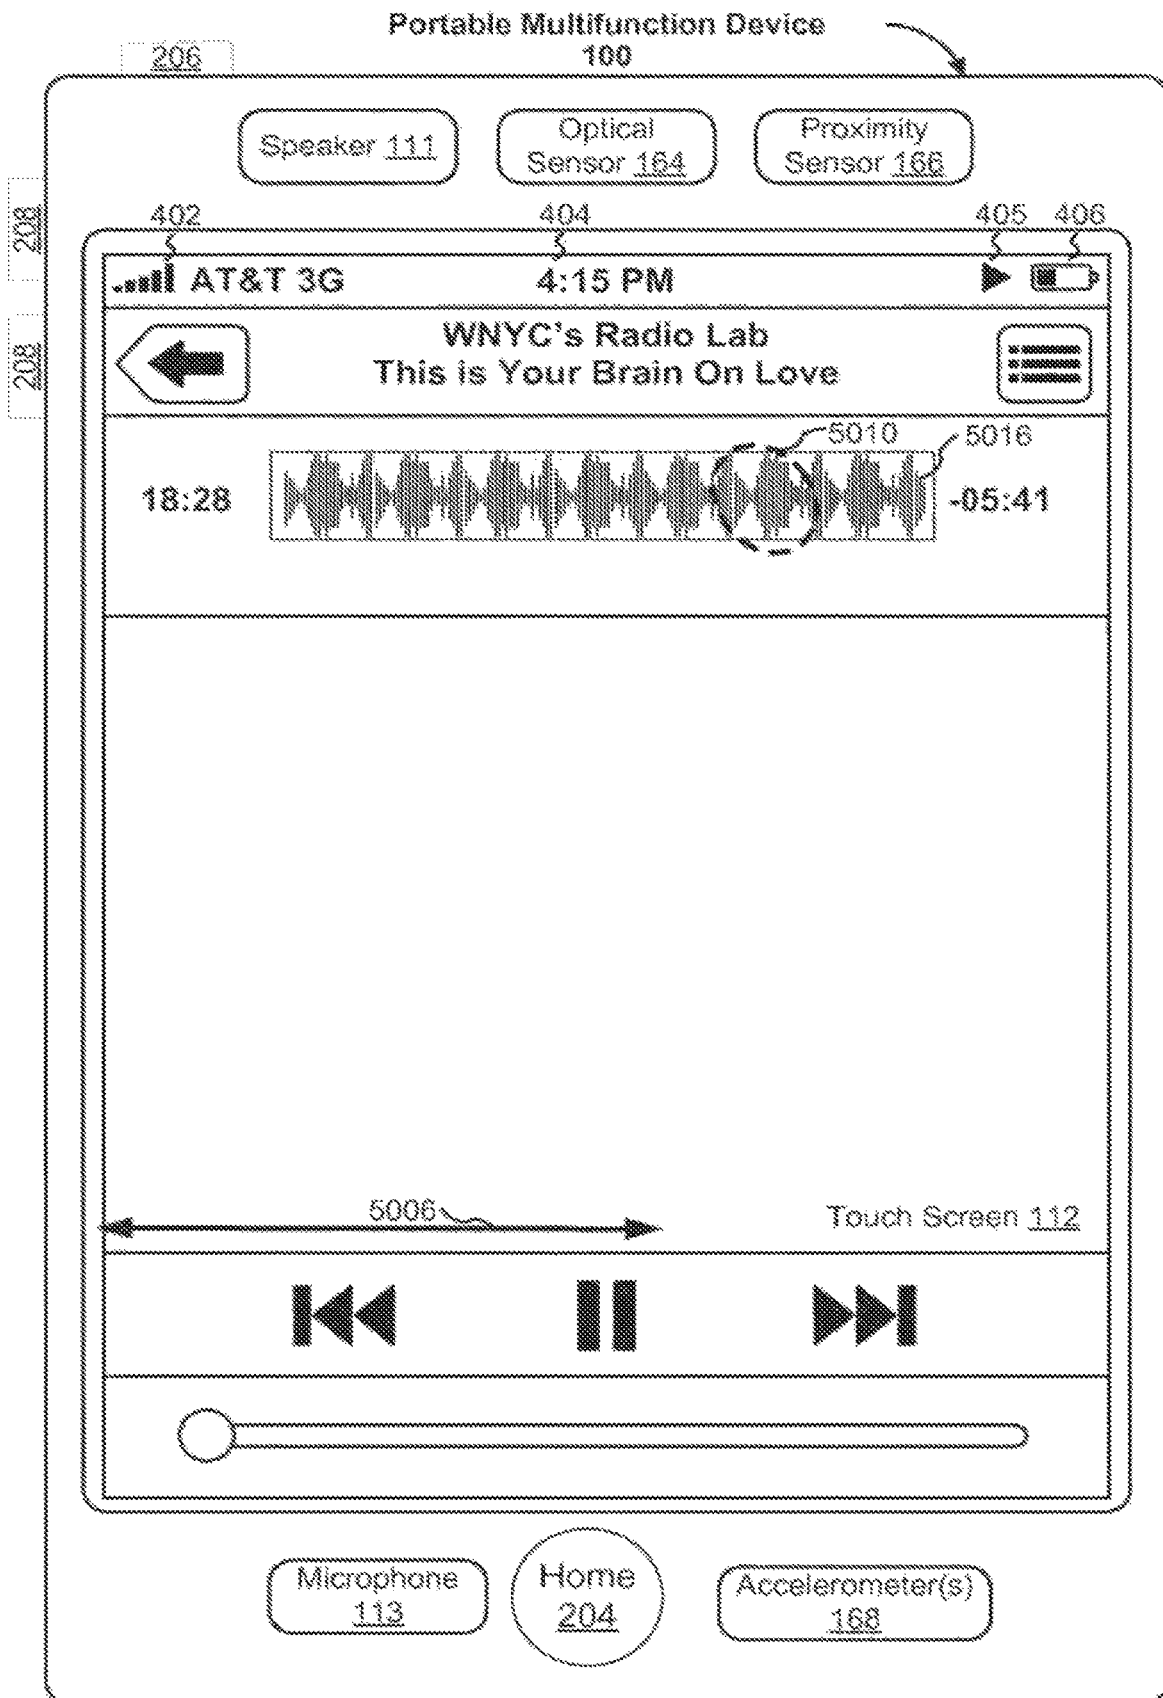 Portable Multifunction Device
100
206
Speaker 111
Optical
Sensor 164
Proximity
Sensor 166
208
208
402
404
405
406
AT&T 3G
4:15 PM
WNYC's Radio Lab
This is Your Brain On Love
5010
5016
18:28
-05:41
5006
Touch Screen 112
Microphone
113
Home
204
Accelerometer(s)
168